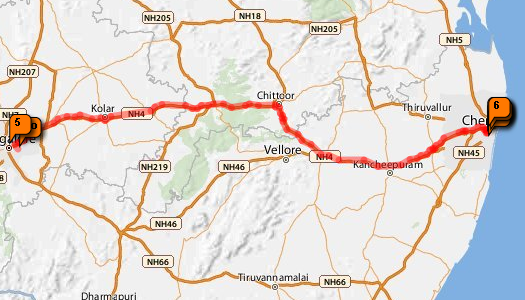 NH205
NH18
NH205
NH5
NH207
Chittoor
Kolar
NH4
Thiruvallur
6
Che
5
9
NH45
Vellore
NH4
Kancheepuram
NH219
NH46
NH46
NH66
Tiruvannamalai
NH66
Dharmapuri